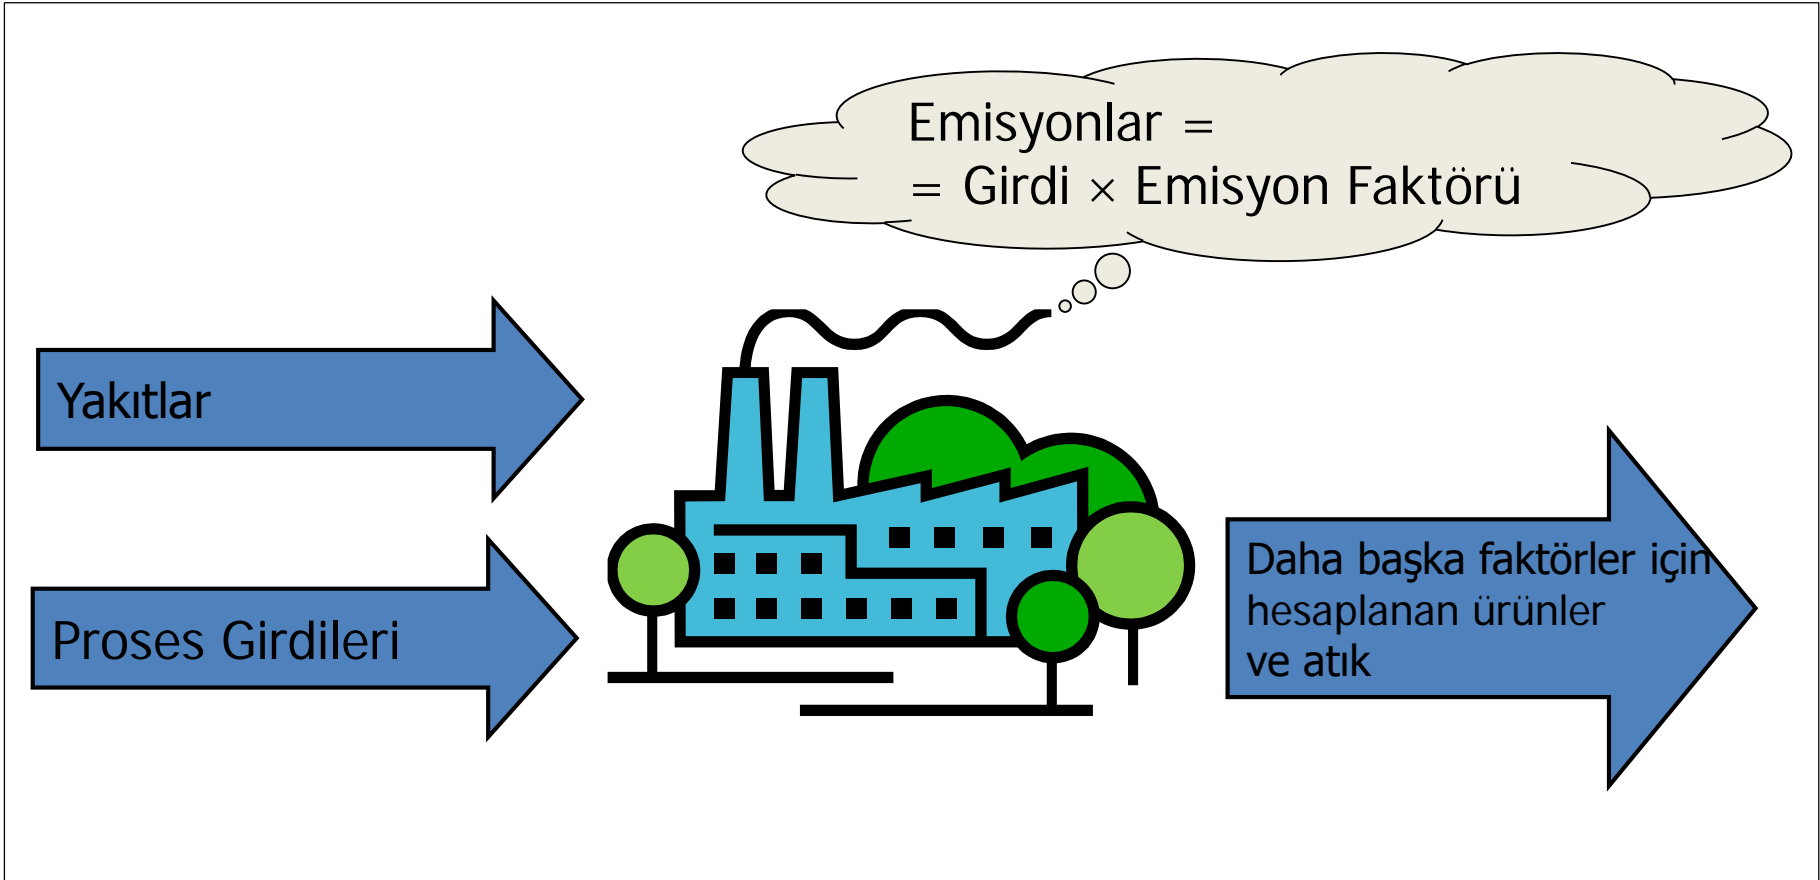 Emisyonlar =
= Girdi × Emisyon Faktörü
Yakıtlar
Proses Girdileri
Daha başka faktörler için
hesaplanan ürünler
ve atık